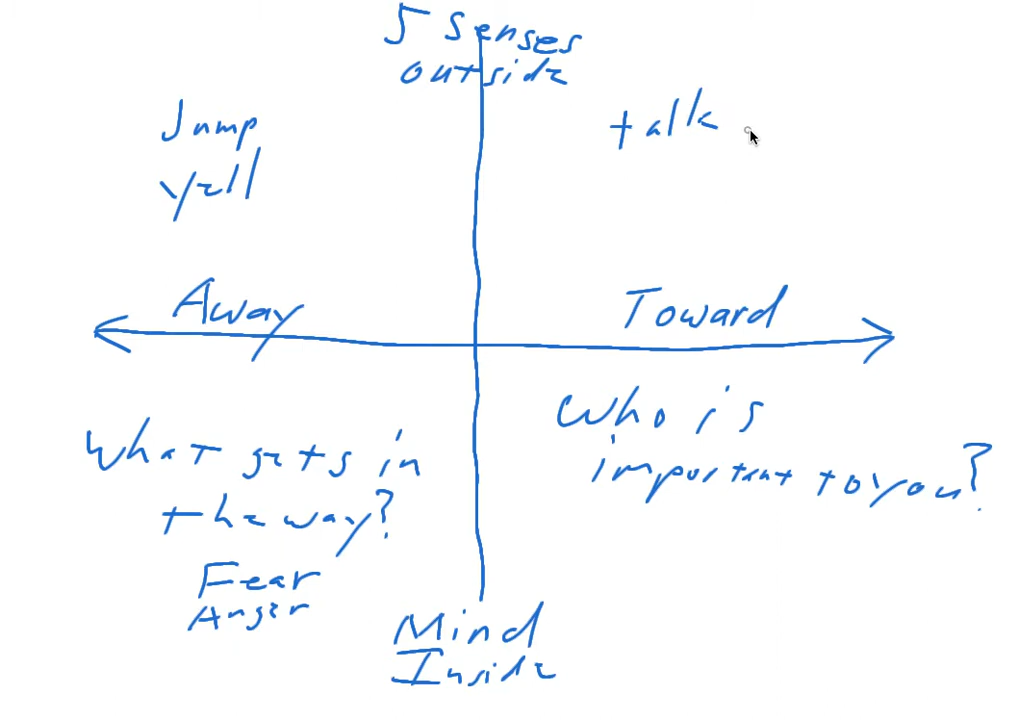 5 Senses
outside
Jump
yell
talk
Away
Toward
What gets in
the way?
Fear
Anger
Who is
important to you?
Mind
Inside